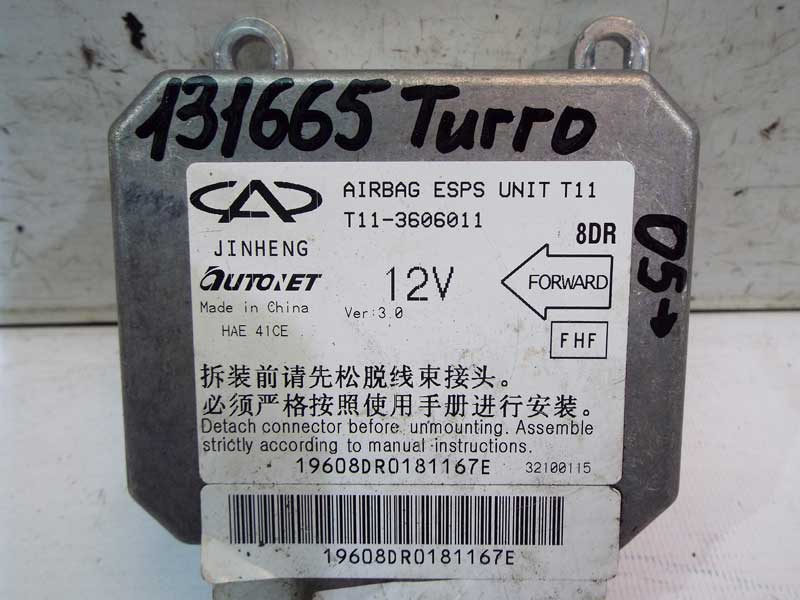 131665 Turro
AIRBAG ESPS UNIT T11
T11-3606011
8DR
05→
JINHENG
AUTONET
12V
FORWARD
Made in China
Ver:3.0
HAE 41CE
FHF
拆装前请先松脱线束接头。
必须严格按照使用手册进行安装。
Detach connector before unmounting. Assemble
strictly according to manual instructions.
19608DR0181167E 32100115
19608DR0181167E